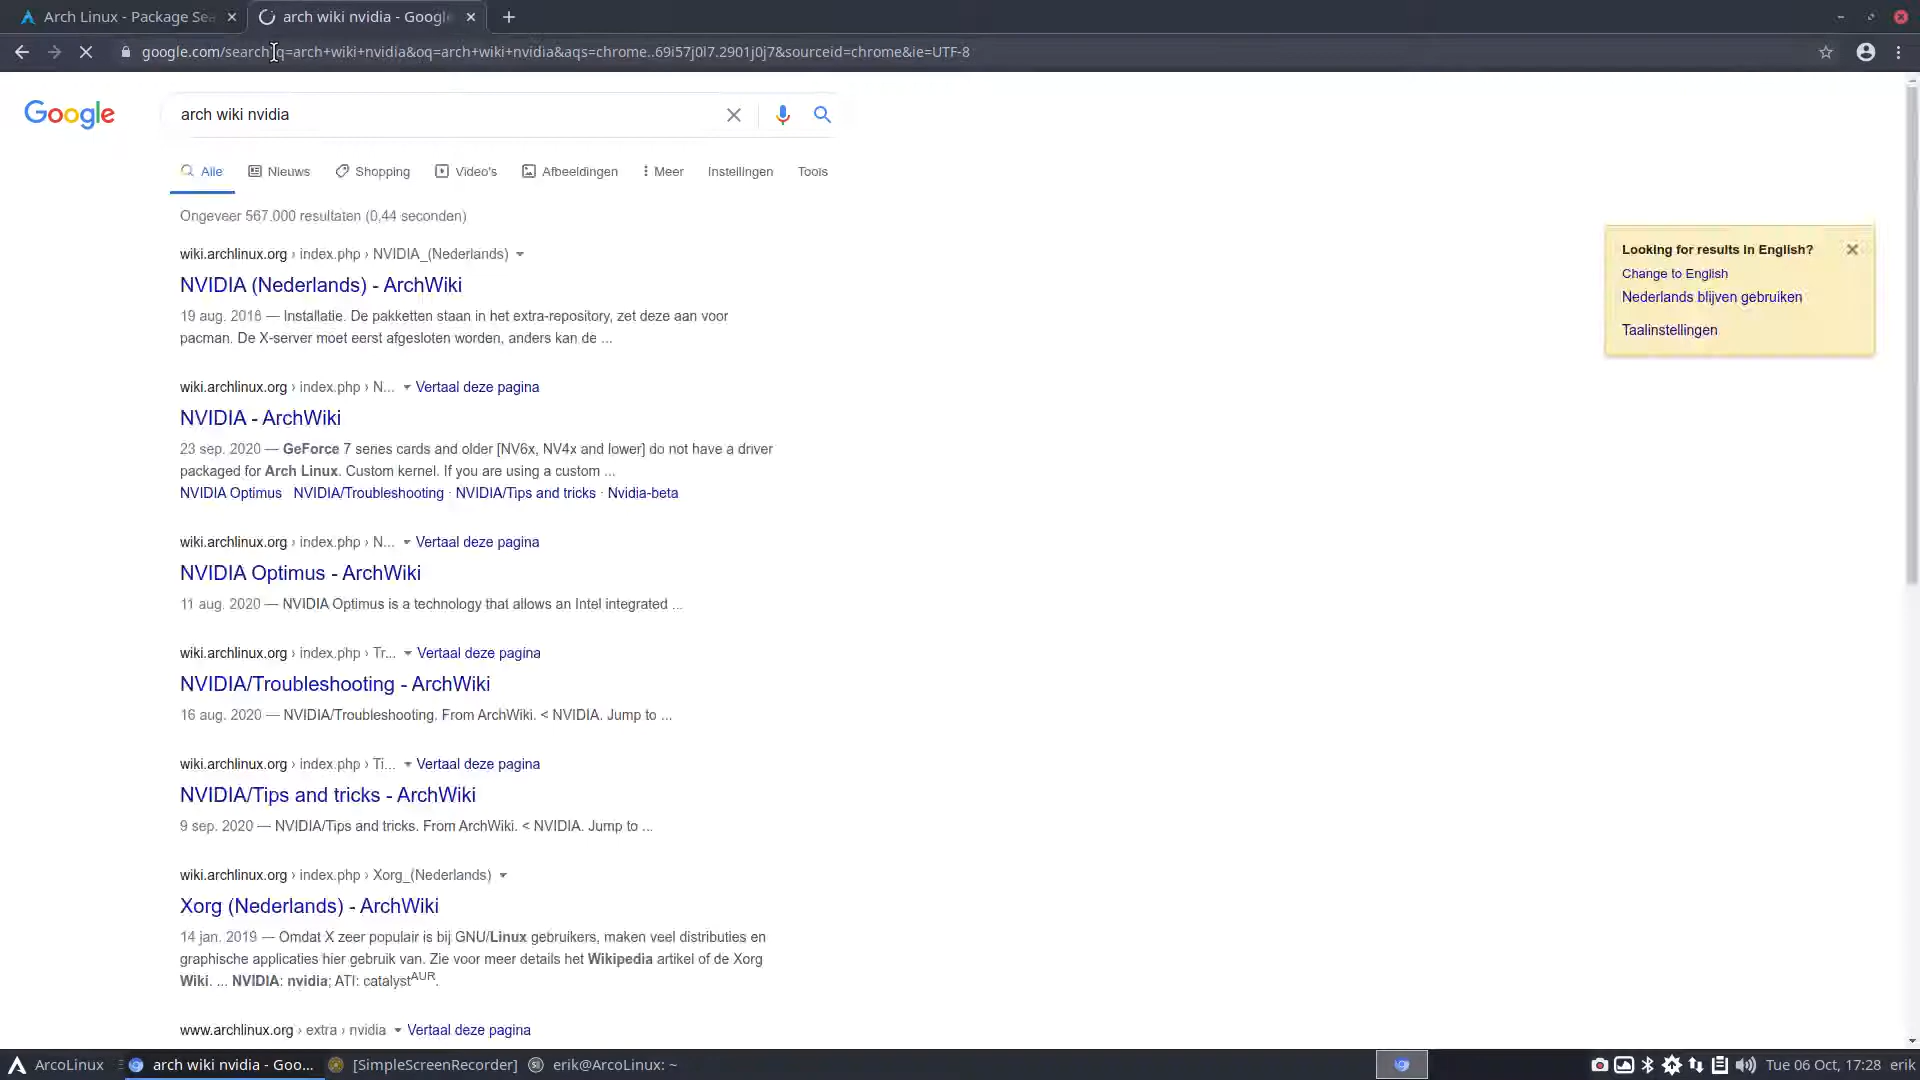 Arch Linux - Package Sea
arch wiki nvidia - Google
google.com/search?q=arch+wiki+nvidia&oq=arch+wiki+nvidia&aqs=chrome..69i57j0l7.2901j0j7&sourceid=chrome&ie=UTF-8
Google
arch wiki nvidia
Alle Nieuws Shopping Video's Afbeeldingen Meer Instellingen Tools
Ongeveer 567.000 resultaten (0,44 seconden)
wiki.archlinux.org › index.php › NVIDIA_(Nederlands)
NVIDIA (Nederlands) - ArchWiki
19 aug. 2016 — Installatie. De pakketten staan in het extra-repository, zet deze aan voor
pacman. De X-server moet eerst afgesloten worden, anders kan de ...
wiki.archlinux.org › index.php › N... Vertaal deze pagina
NVIDIA - ArchWiki
23 sep. 2020 — GeForce 7 series cards and older [NV6x, NV4x and lower] do not have a driver
packaged for Arch Linux. Custom kernel. If you are using a custom ...
NVIDIA Optimus · NVIDIA/Troubleshooting · NVIDIA/Tips and tricks · Nvidia-beta
wiki.archlinux.org › index.php › N... Vertaal deze pagina
NVIDIA Optimus - ArchWiki
11 aug. 2020 — NVIDIA Optimus is a technology that allows an Intel integrated ...
wiki.archlinux.org › index.php › Tr... Vertaal deze pagina
NVIDIA/Troubleshooting - ArchWiki
16 aug. 2020 — NVIDIA/Troubleshooting. From ArchWiki. < NVIDIA. Jump to ...
wiki.archlinux.org › index.php › Ti... Vertaal deze pagina
NVIDIA/Tips and tricks - ArchWiki
9 sep. 2020 — NVIDIA/Tips and tricks. From ArchWiki. < NVIDIA. Jump to ...
wiki.archlinux.org › index.php › Xorg_(Nederlands)
Xorg (Nederlands) - ArchWiki
14 jan. 2019 — Omdat X zeer populair is bij GNU/Linux gebruikers, maken veel distributies en
graphische applicaties hier gebruik van. Zie voor meer details het Wikipedia artikel of de Xorg
Wiki. ... NVIDIA: nvidia; ATI: catalystAUR.
www.archlinux.org › extra › nvidia Vertaal deze pagina
Looking for results in English?
Change to English
Nederlands blijven gebruiken
Taalinstellingen
ArcoLinux arch wiki nvidia - Goo... [SimpleScreenRecorder] erik@ArcoLinux: ~ Tue 06 Oct, 17:28 erik